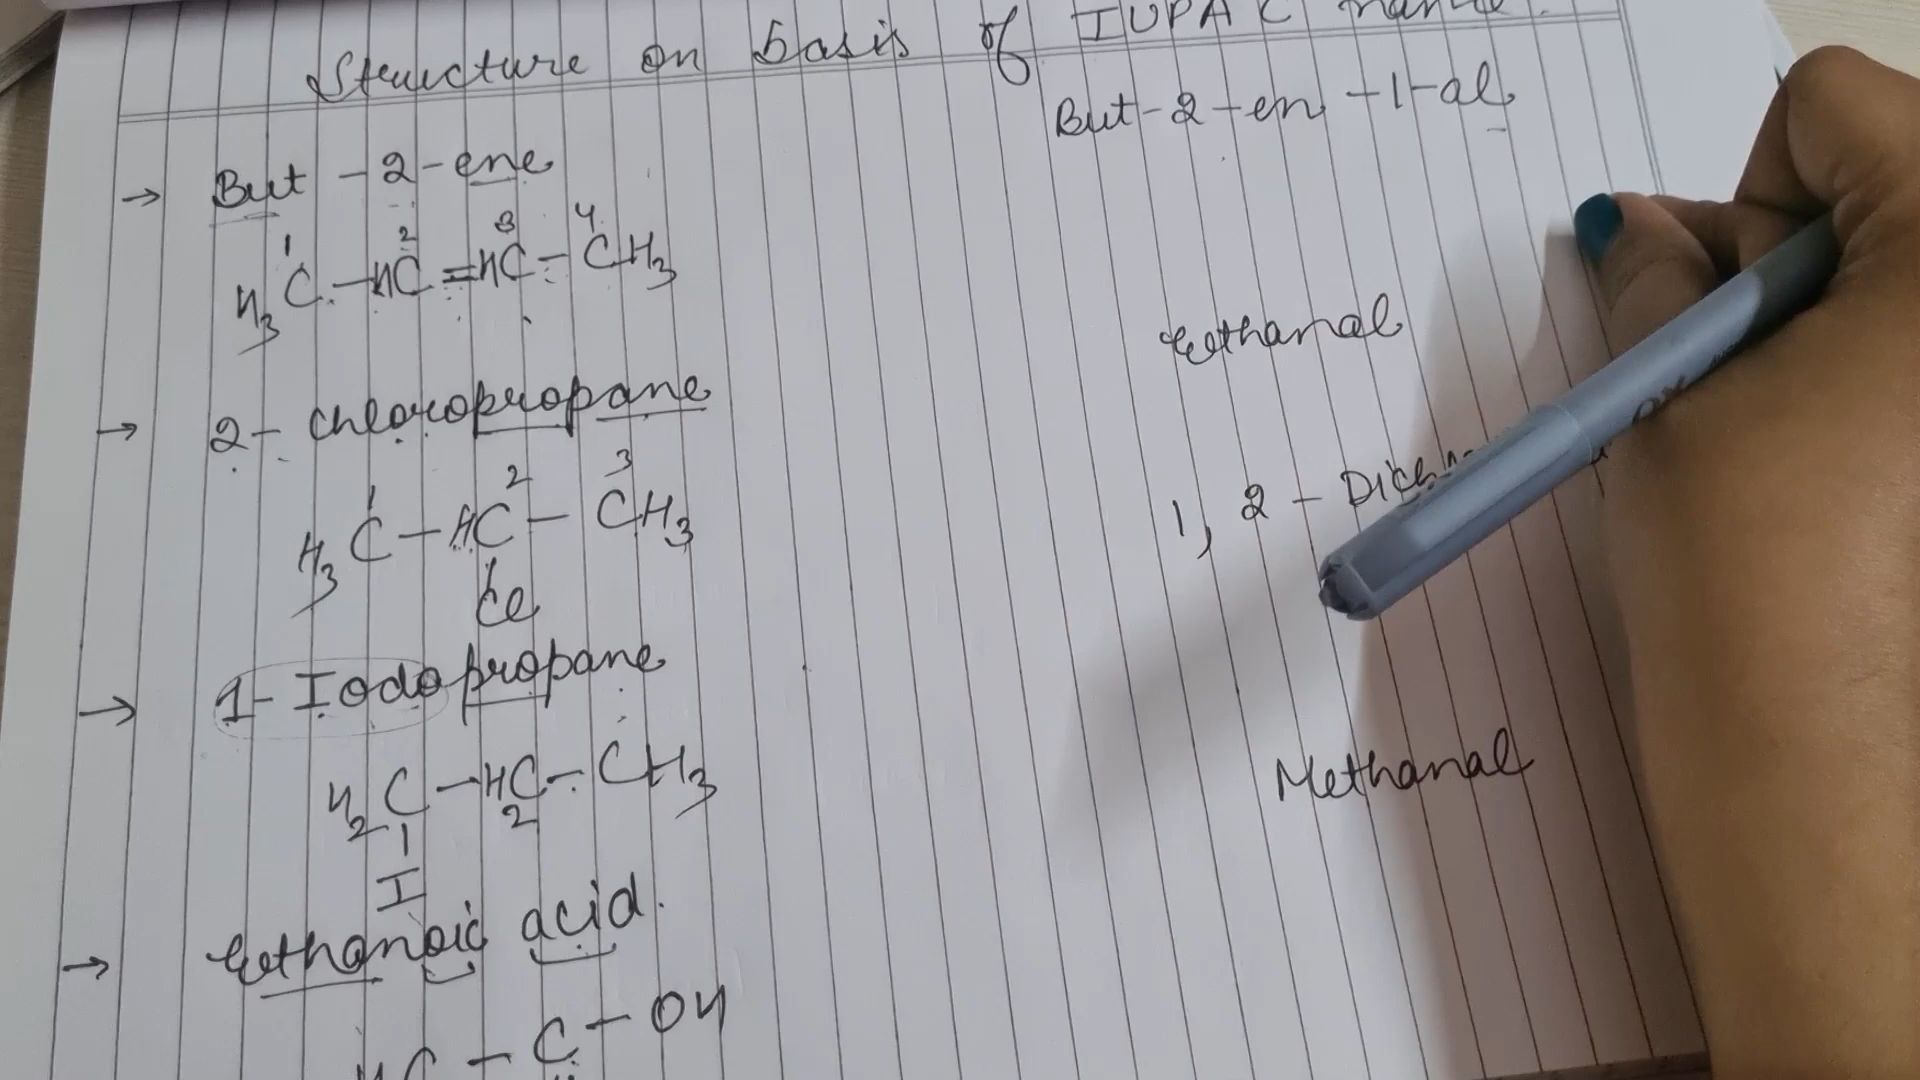 Structure on basis of IUPAC name.
But - 2 - ene
1 2 3 4
H3C - HC = HC - CH3
2 - chloropropane
1 2 3
H3C - HC - CH3
Cl
1 - Iodopropane
H2C - HC - CH3
2
I
Ethanoic acid.
C - C - OH
But - 2 - en - 1 - al
Ethanal
1, 2 -
Methanal